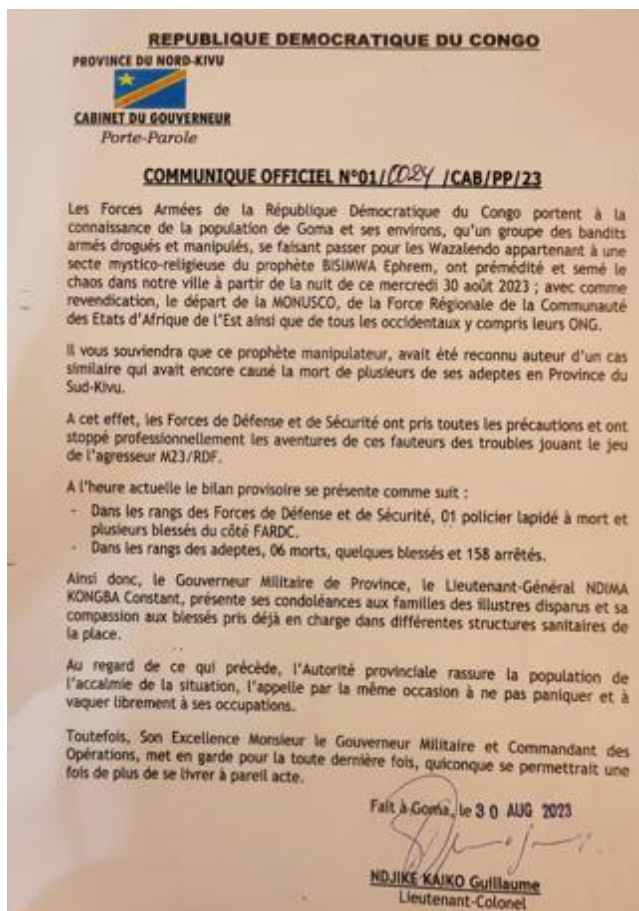 REPUBLIQUE DEMOCRATIQUE DU CONGO
PROVINCE DU NORD-KIVU
CABINET DU GOUVERNEUR
Porte-Parole
COMMUNIQUE OFFICIEL N°01/0024/CAB/PP/23
Les Forces Armées de la République Démocratique du Congo portent à la
connaissance de la population de Goma et ses environs, qu'un groupe des bandits
armés drogués et manipulés, se faisant passer pour les Wazalendo appartenant à une
secte mystico-religieuse du prophète BISIMWA Ephrem, ont prémédité et semé le
chaos dans notre ville à partir de la nuit de ce mercredi 30 août 2023 ; avec comme
revendication, le départ de la MONUSCO, de la Force Régionale de la Communauté
des Etats d'Afrique de l'Est ainsi que de tous les occidentaux y compris leurs ONG.
Il vous souviendra que ce prophète manipulateur, avait été reconnu auteur d'un cas
similaire qui avait encore causé la mort de plusieurs de ses adeptes en Province du
Sud-Kivu.
A cet effet, les Forces de Défense et de Sécurité ont pris toutes les précautions et ont
stoppé professionnellement les aventures de ces fauteurs des troubles jouant le jeu
de l'agresseur M23/RDF.
A l'heure actuelle le bilan provisoire se présente comme suit :
- Dans les rangs des Forces de Défense et de Sécurité, 01 policier lapidé à mort et
plusieurs blessés du côté FARDC.
- Dans les rangs des adeptes, 06 morts, quelques blessés et 158 arrêtés.
Ainsi donc, le Gouverneur Militaire de Province, le Lieutenant-Général NDIMA
KONGBA Constant, présente ses condoléances aux familles des illustres disparus et sa
compassion aux blessés pris déjà en charge dans différentes structures sanitaires de
la place.
Au regard de ce qui précède, l'Autorité provinciale rassure la population de
l'accalmie de la situation, l'appelle par la même occasion à ne pas paniquer et à
vaquer librement à ses occupations.
Toutefois, Son Excellence Monsieur le Gouverneur Militaire et Commandant des
Opérations, met en garde pour la toute dernière fois, quiconque se permettrait une
fois de plus de se livrer à pareil acte.
Fait à Goma, le 30 AUG 2023
NDJIKE KAIKO Guillaume
Lieutenant-Colonel